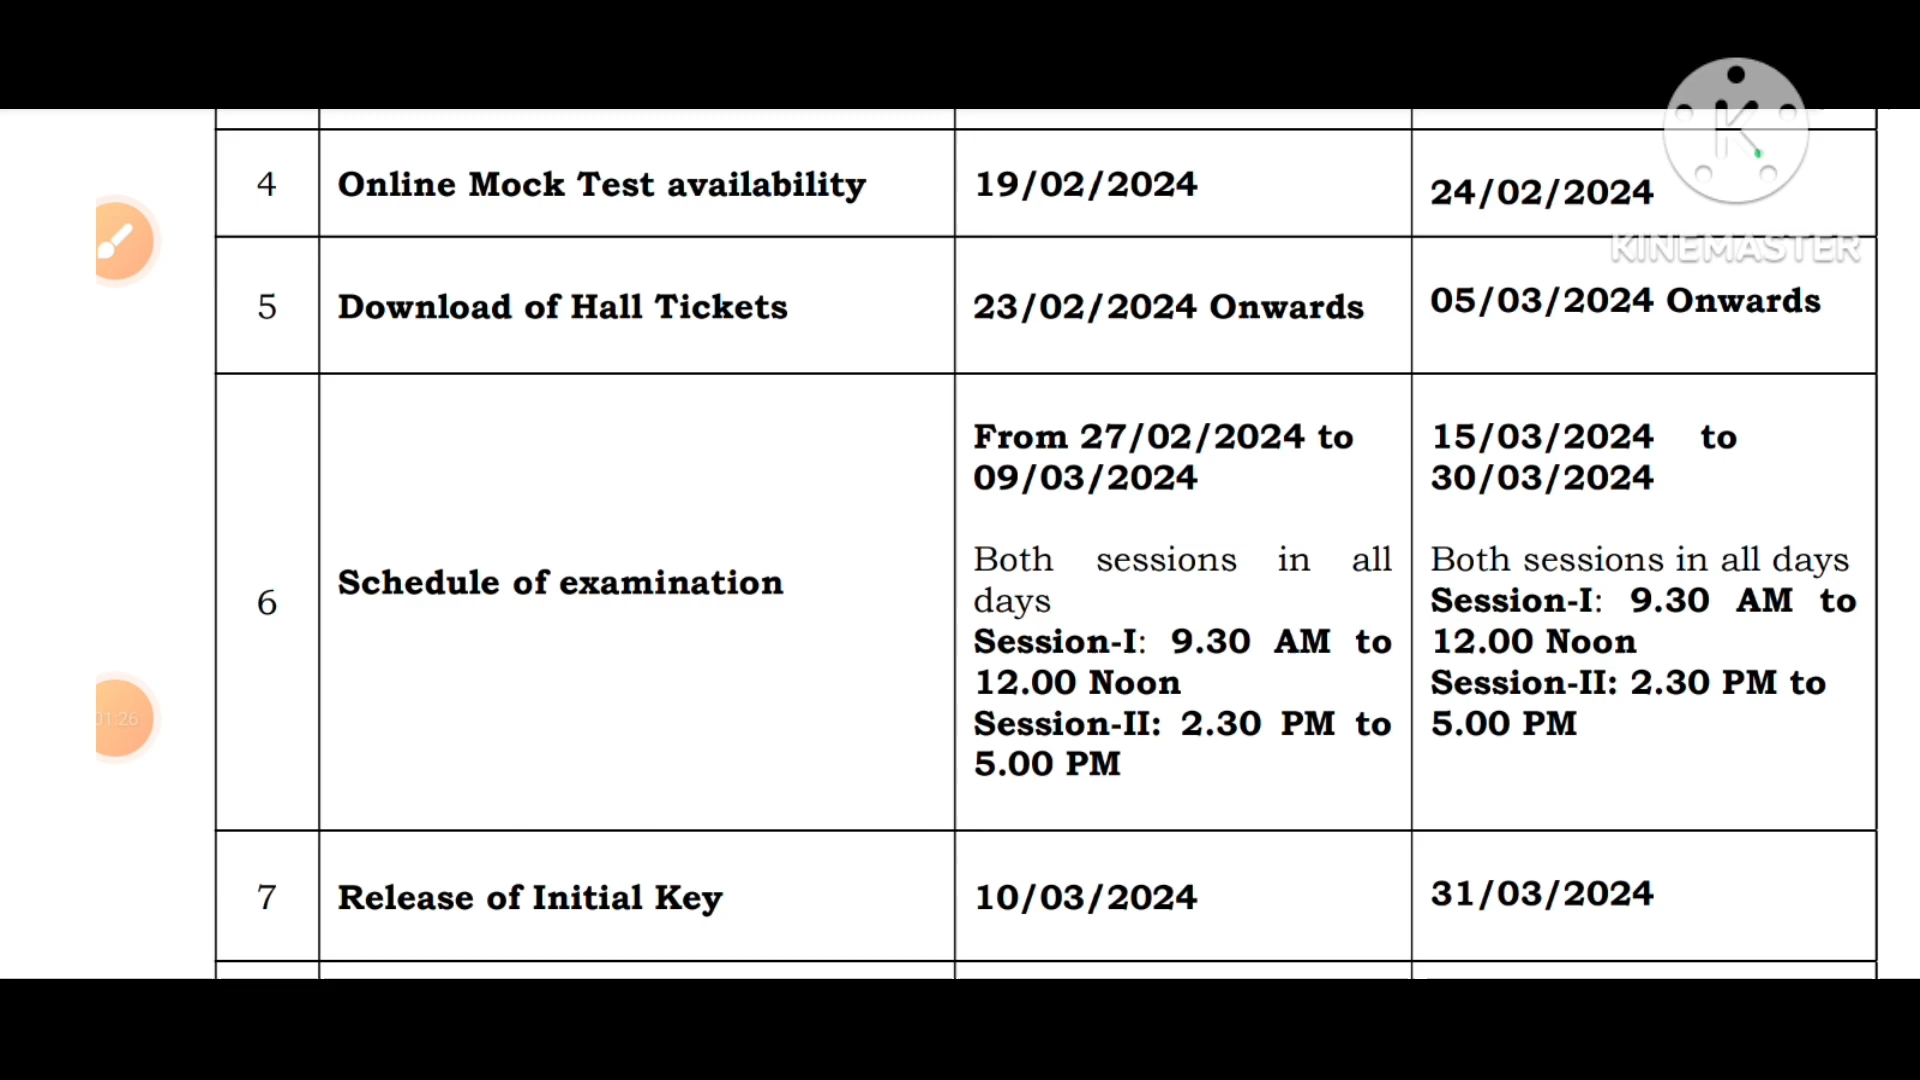 4 Online Mock Test availability 19/02/2024 24/02/2024
KINEMASTER
5 Download of Hall Tickets 23/02/2024 Onwards 05/03/2024 Onwards
6 Schedule of examination
From 27/02/2024 to
09/03/2024
Both sessions in all
days
Session-I: 9.30 AM to
12.00 Noon
Session-II: 2.30 PM to
5.00 PM
15/03/2024 to
30/03/2024
Both sessions in all days
Session-I: 9.30 AM to
12.00 Noon
Session-II: 2.30 PM to
5.00 PM
01:26
7 Release of Initial Key 10/03/2024 31/03/2024